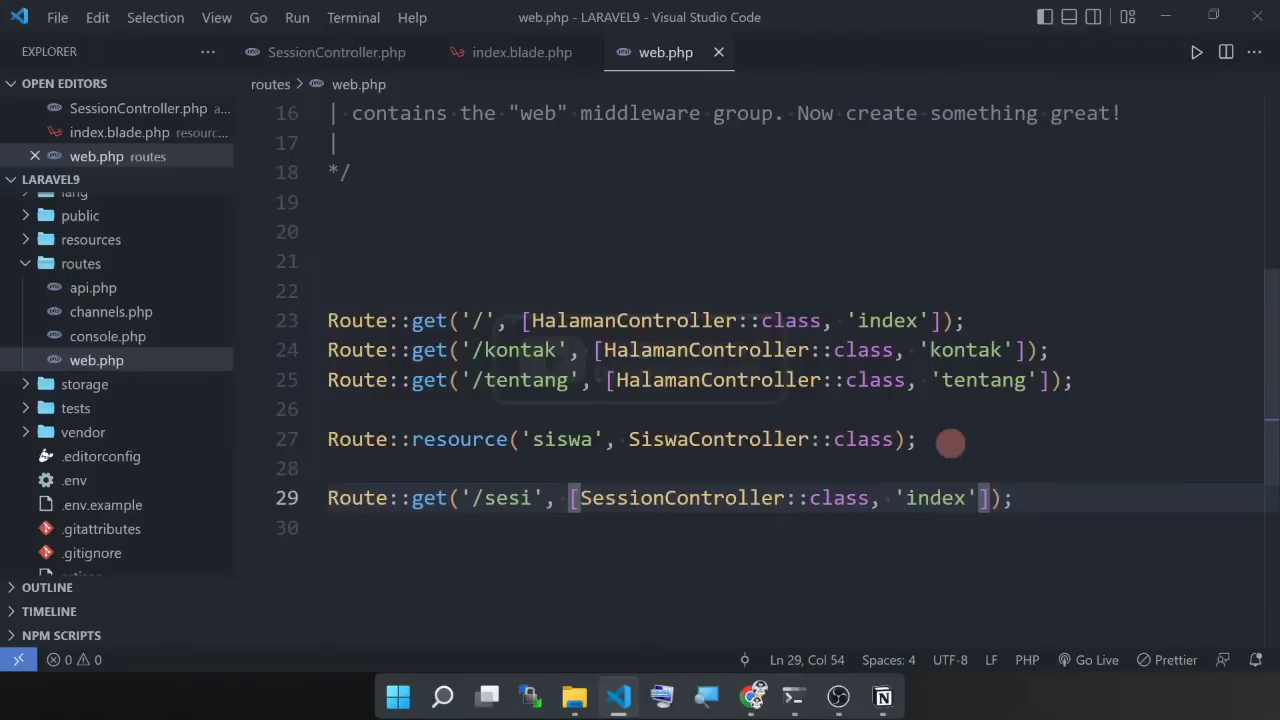 File Edit Selection View Go Run Terminal Help web.php - LARAVEL9 - Visual Studio Code
EXPLORER
SessionController.php index.blade.php web.php
OPEN EDITORS
SessionController.php a...
index.blade.php resourc...
web.php routes
LARAVEL9
lang
public
resources
routes
api.php
channels.php
console.php
web.php
storage
tests
vendor
.editorconfig
.env
.env.example
.gitattributes
.gitignore
OUTLINE
TIMELINE
NPM SCRIPTS
routes > web.php
16 | contains the "web" middleware group. Now create something great!
17 |
18 */
19
20
21
22
23 Route::get('/', [HalamanController::class, 'index']);
24 Route::get('/kontak', [HalamanController::class, 'kontak']);
25 Route::get('/tentang', [HalamanController::class, 'tentang']);
26
27 Route::resource('siswa', SiswaController::class);
28
29 Route::get('/sesi', [SessionController::class, 'index']);
30
0 0 Ln 29, Col 54 Spaces: 4 UTF-8 LF PHP Go Live Prettier